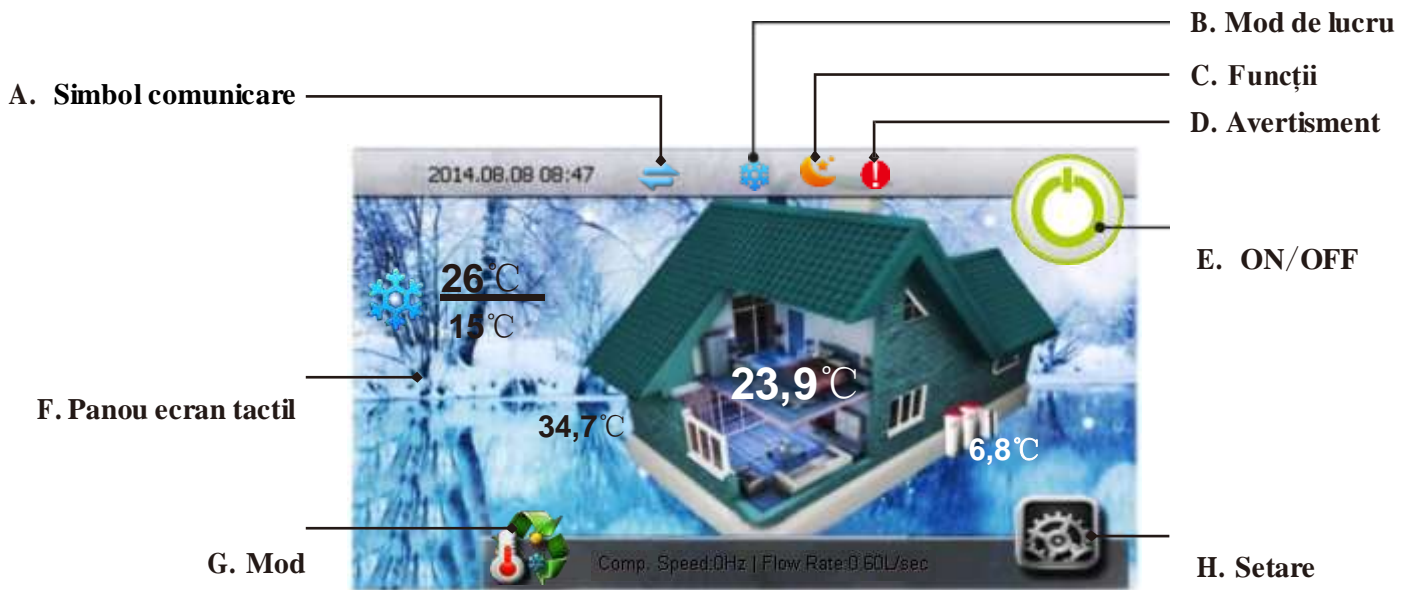 B. Mod de lucru
C. Funcții
A. Simbol comunicare
D. Avertisment
2014.08.08 08:47
E. ON/OFF
26℃
15℃
23,9℃
F. Panou ecran tactil
34,7℃
6,8℃
G. Mod
Comp. Speed:0Hz | Flow Rate:0.60L/sec
H. Setare